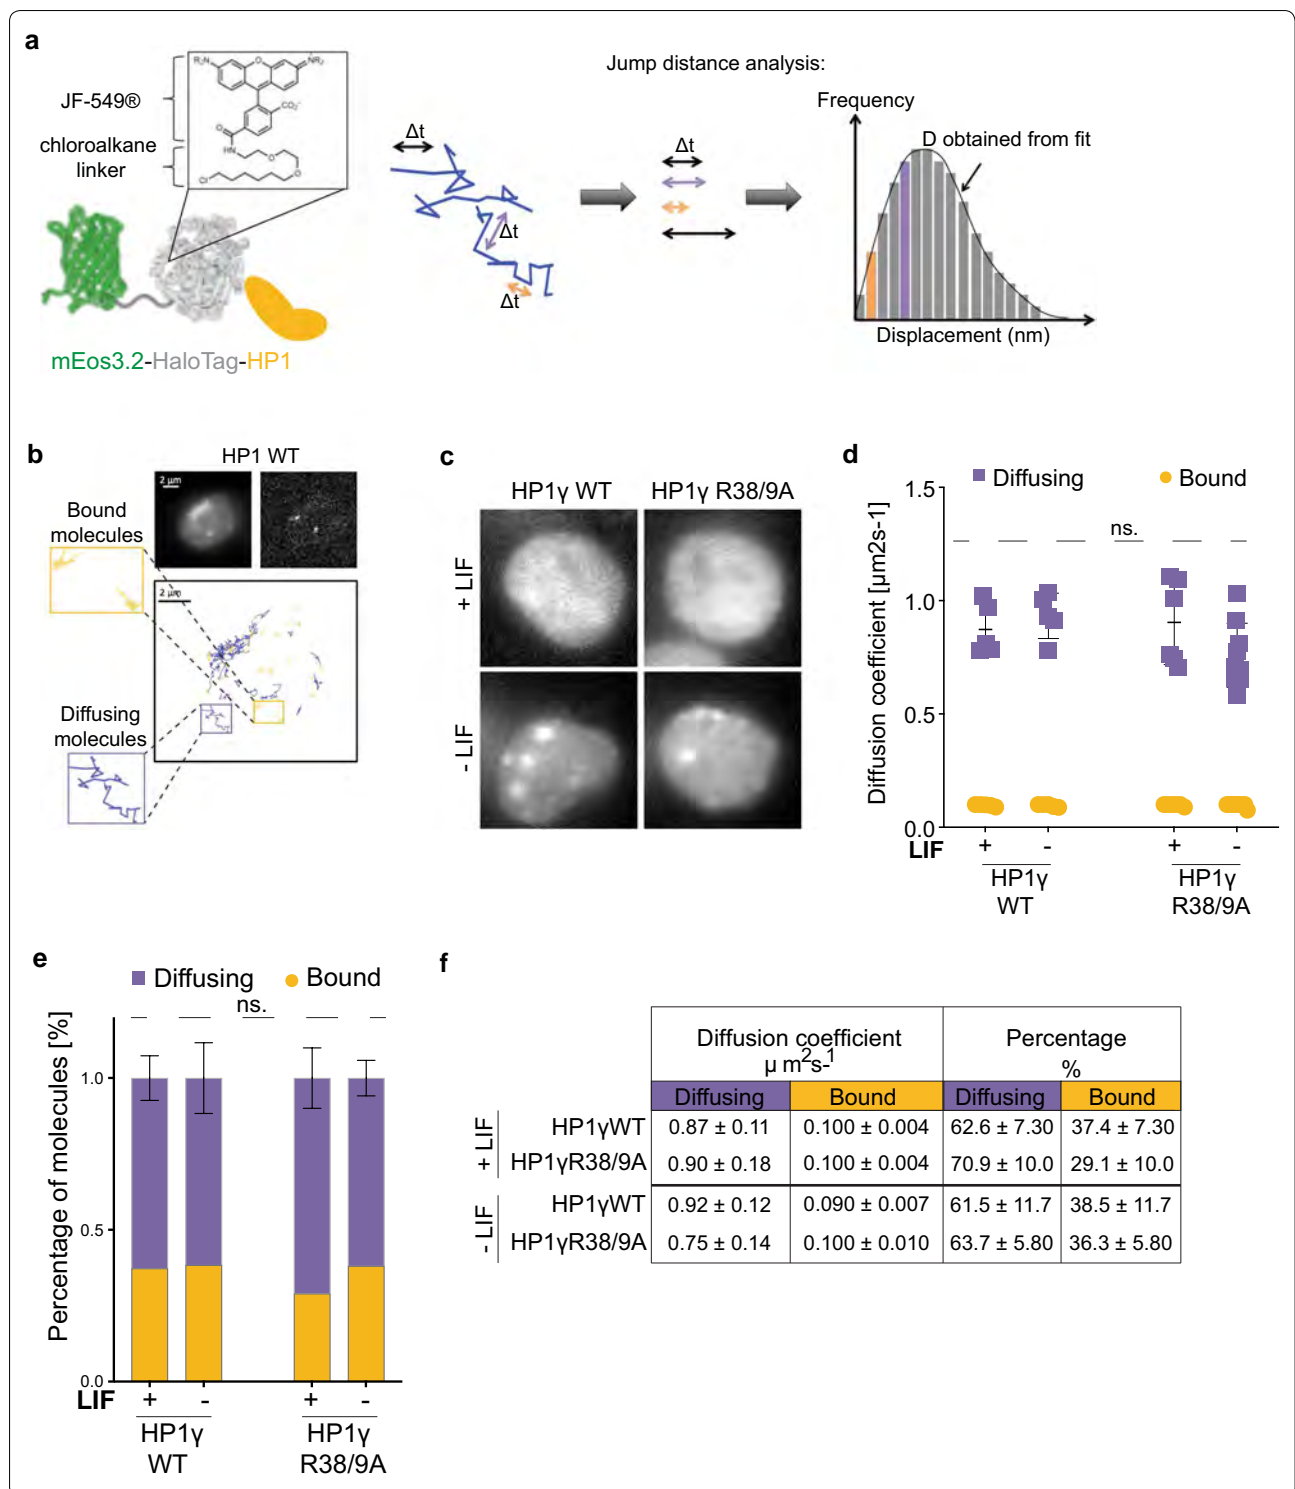 a
JF-549®
chloroalkane
linker
R₂N
O
NR₂
CO₂⁻
O
HN
O
O
Cl
mEos3.2-HaloTag-HP1
Δt
Δt
Δt
Jump distance analysis:
Δt
Frequency
D obtained from fit
Displacement (nm)
b
HP1 WT
2 µm
Bound
molecules
2 µm
Diffusing
molecules
c
HP1γ WT
HP1γ R38/9A
+ LIF
- LIF
d
Diffusing
Bound
ns.
Diffusion coefficient [µm2s-1]
1.5
1.0
0.5
0.0
LIF + - + -
HP1γ
WT
HP1γ
R38/9A
e
Diffusing
Bound
ns.
Percentage of molecules [%]
1.0
0.5
0.0
LIF + - + -
HP1γ
WT
HP1γ
R38/9A
f
Diffusion coefficient
µ m²s-¹
Percentage
%
Diffusing Bound Diffusing Bound
+ LIF
HP1γWT 0.87 ± 0.11 0.100 ± 0.004 62.6 ± 7.30 37.4 ± 7.30
HP1γR38/9A 0.90 ± 0.18 0.100 ± 0.004 70.9 ± 10.0 29.1 ± 10.0
- LIF
HP1γWT 0.92 ± 0.12 0.090 ± 0.007 61.5 ± 11.7 38.5 ± 11.7
HP1γR38/9A 0.75 ± 0.14 0.100 ± 0.010 63.7 ± 5.80 36.3 ± 5.80